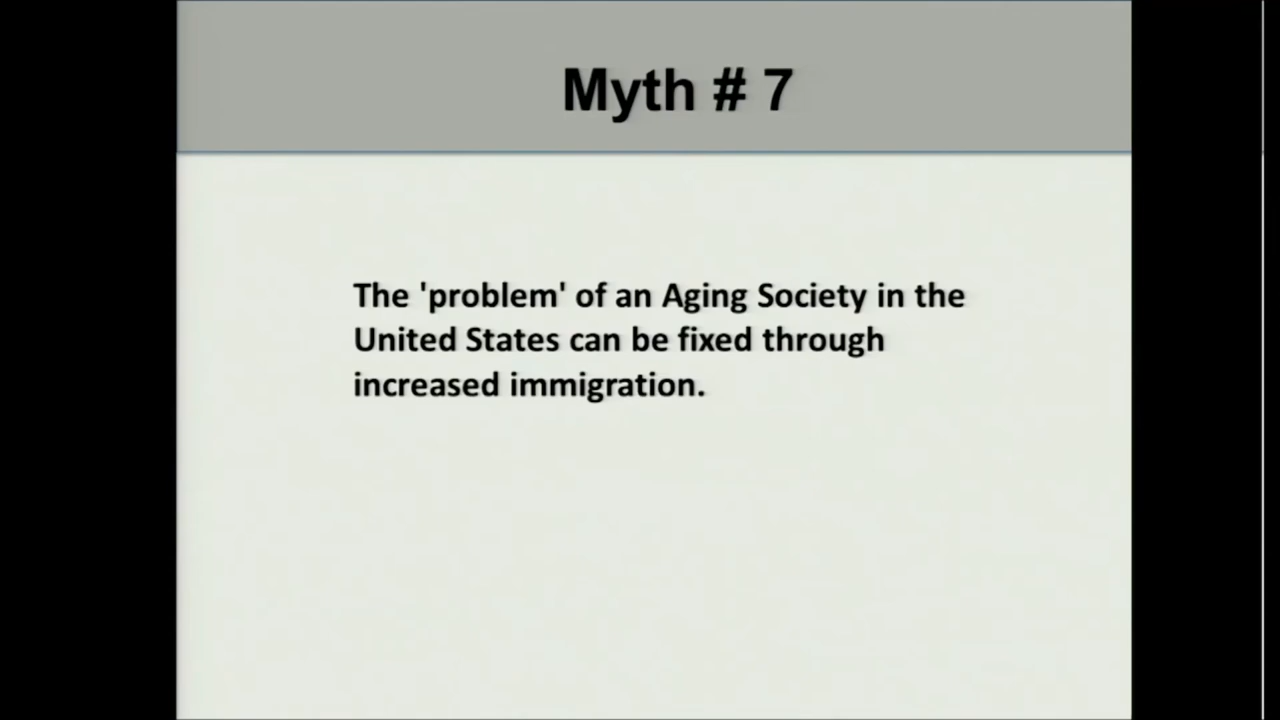 Myth # 7
The 'problem' of an Aging Society in the
United States can be fixed through
increased immigration.